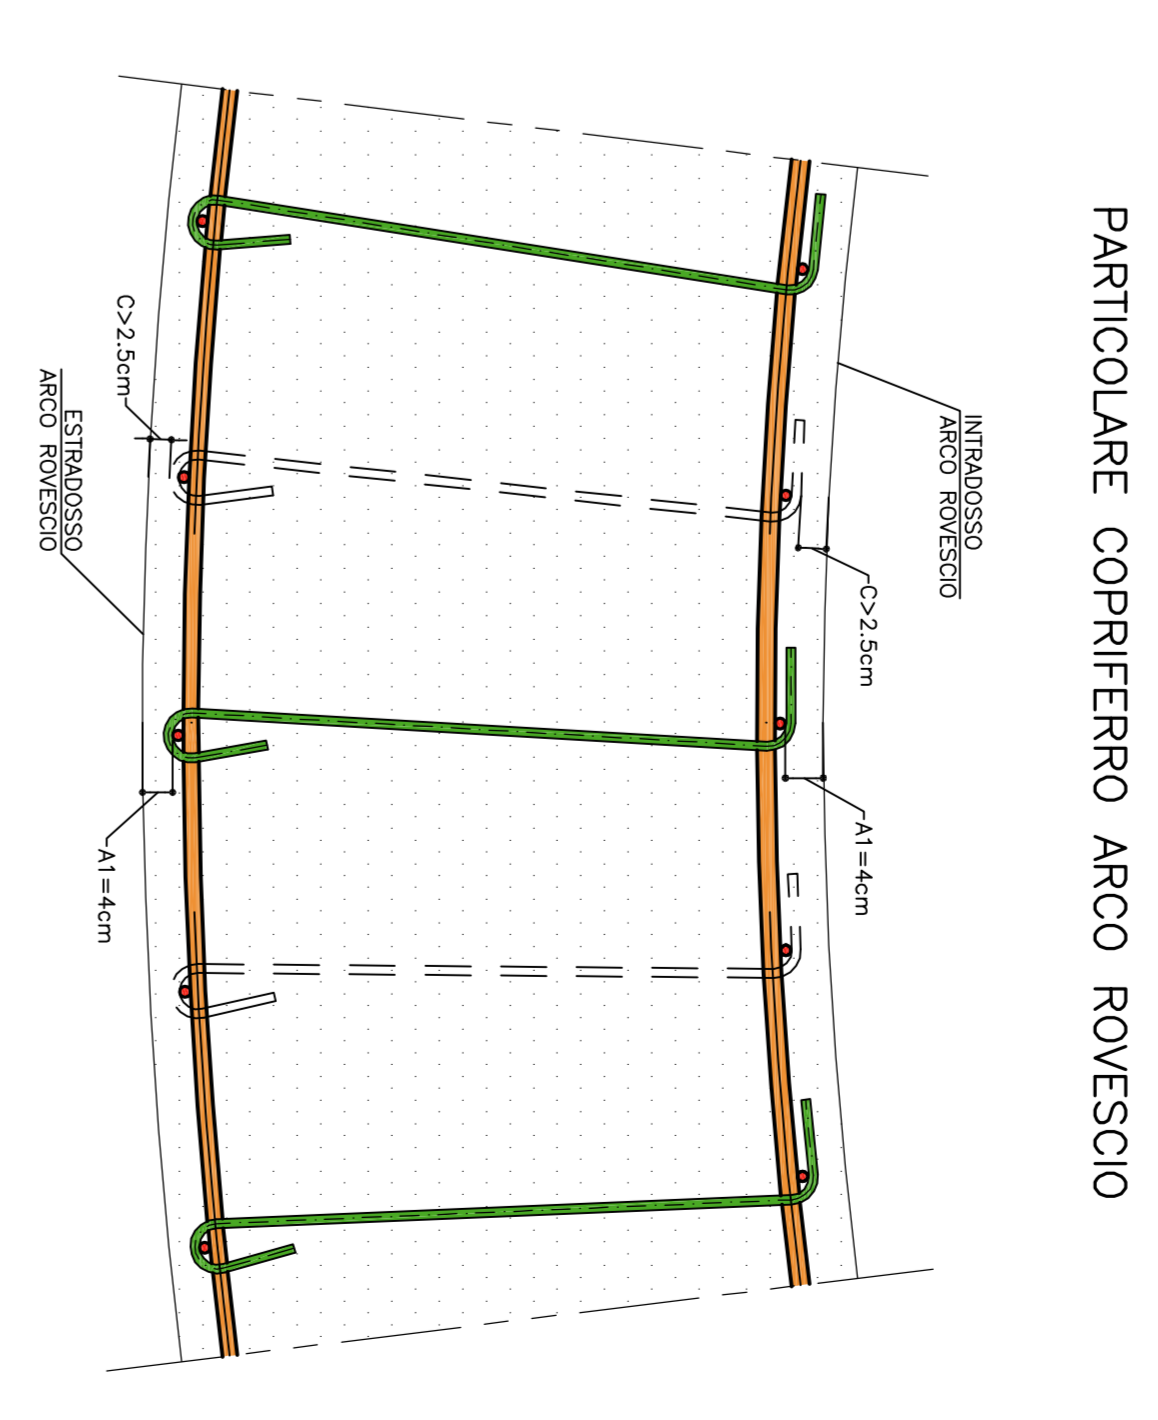 PARTICOLARE COPRIFERRO ARCO ROVESCIO
INTRADOSSO
ARCO ROVESCIO
C>2.5cm
A1=4cm
C>2.5cm
ESTRADOSSO
ARCO ROVESCIO
A1=4cm